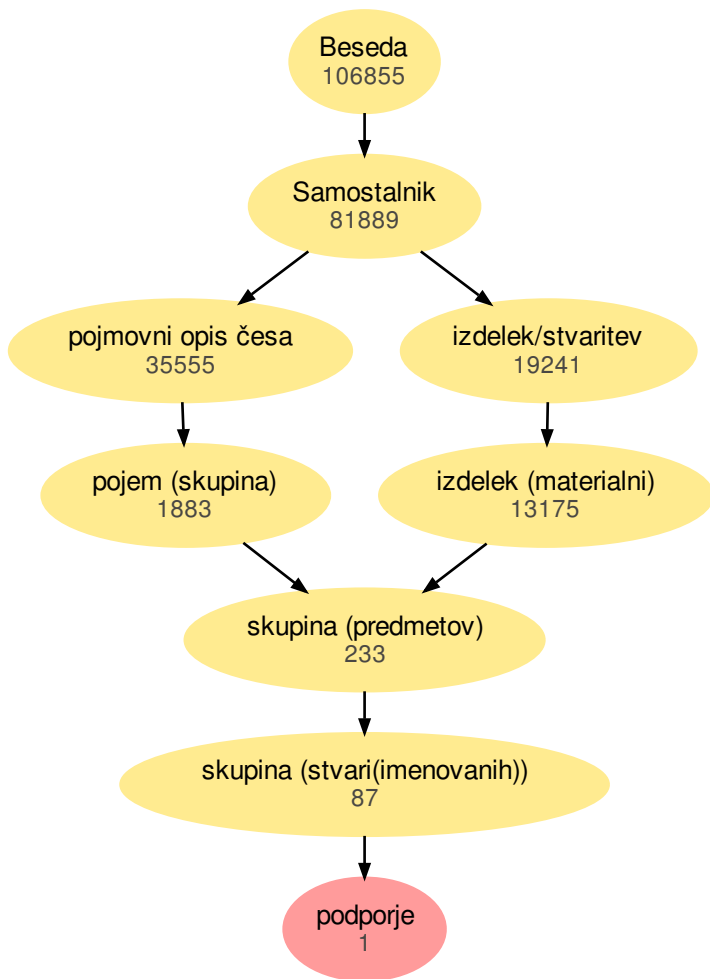 Beseda
106855
Samostalnik
81889
pojmovni opis česa
35555
izdelek/stvaritev
19241
pojem (skupina)
1883
izdelek (materialni)
13175
skupina (predmetov)
233
skupina (stvari(imenovanih))
87
podporje
1